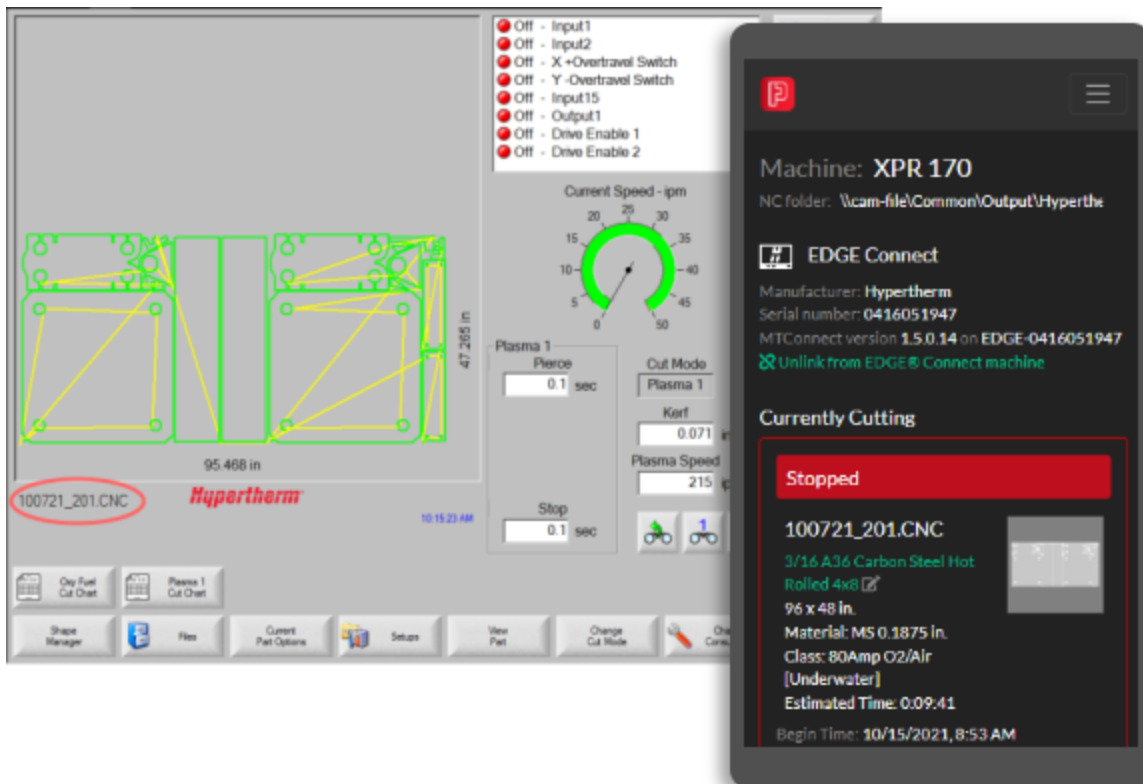 Off - Input1
Off - Input2
Off - X +Overtravel Switch
Off - Y -Overtravel Switch
Off - Input15
Off - Output1
Off - Drive Enable 1
Off - Drive Enable 2
Current Speed - ipm
0
5
10
15
20
25
30
35
40
45
50
47.265 in
95.468 in
100721_201.CNC
Hypertherm
10:15:23 AM
Plasma 1
Pierce
0.1 sec
Stop
0.1 sec
Cut Mode
Plasma 1
Kerf
0.071 in
Plasma Speed
215
1
Oxy Fuel
Cut Chart
Plasma 1
Cut Chart
Shape
Manager
Files
Current
Part Options
Setups
View
Part
Change
Cut Mode
Machine: XPR 170
NC folder: \\cam-file\Common\Output\Hyperthe
EDGE Connect
Manufacturer: Hypertherm
Serial number: 0416051947
MTConnect version 1.5.0.14 on EDGE-0416051947
Unlink from EDGE® Connect machine
Currently Cutting
Stopped
100721_201.CNC
3/16 A36 Carbon Steel Hot
Rolled 4x8
96 x 48 in.
Material: MS 0.1875 in.
Class: 80Amp O2/Air
[Underwater]
Estimated Time: 0:09:41
Begin Time: 10/15/2021, 8:53 AM